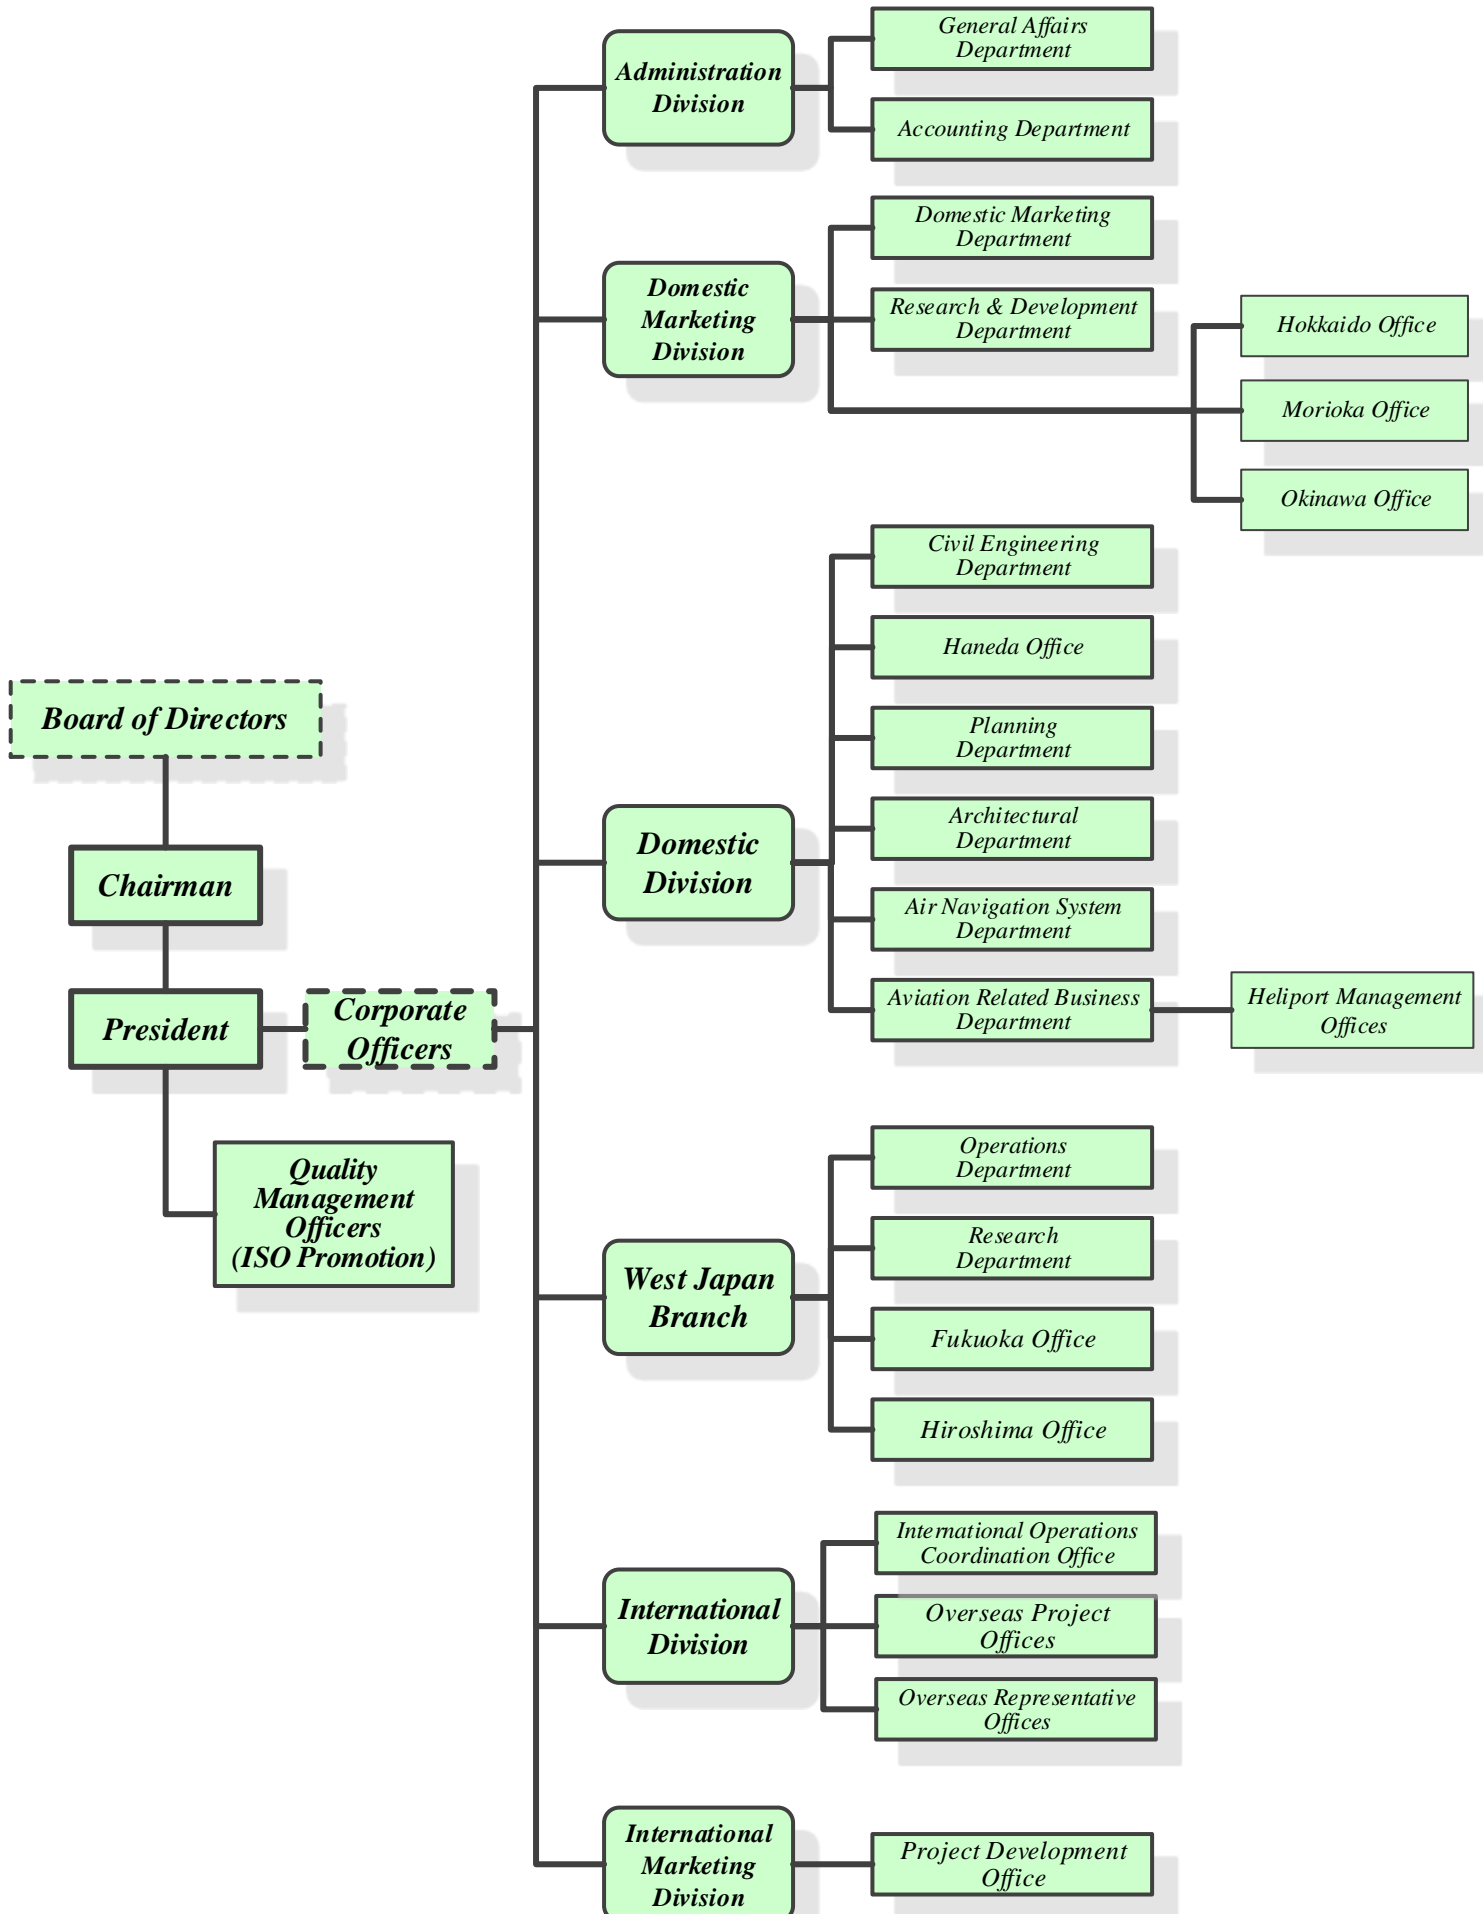 Board of Directors
Chairman
President
Corporate
Officers
Quality
Management
Officers
(ISO Promotion)
Administration
Division
General Affairs
Department
Accounting Department
Domestic
Marketing
Division
Domestic Marketing
Department
Research & Development
Department
Hokkaido Office
Morioka Office
Okinawa Office
Domestic
Division
Civil Engineering
Department
Haneda Office
Planning
Department
Architectural
Department
Air Navigation System
Department
Aviation Related Business
Department
Heliport Management
Offices
West Japan
Branch
Operations
Department
Research
Department
Fukuoka Office
Hiroshima Office
International
Division
International Operations
Coordination Office
Overseas Project
Offices
Overseas Representative
Offices
International
Marketing
Division
Project Development
Office